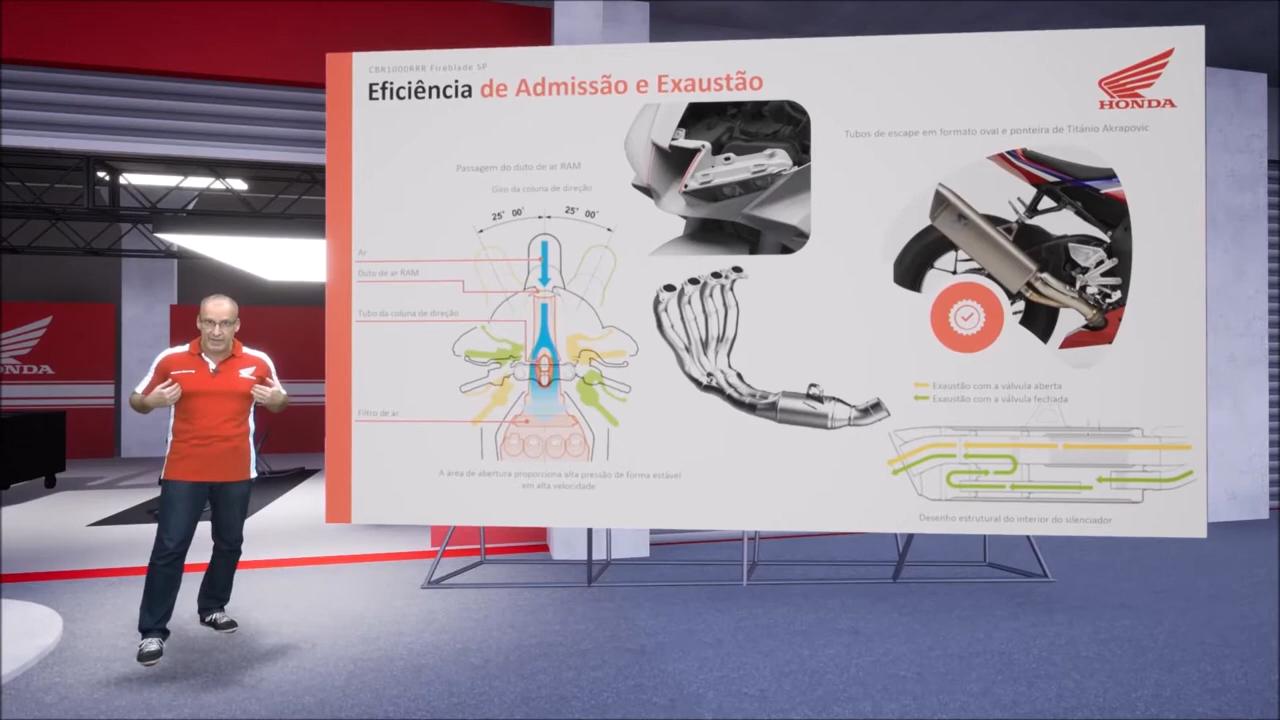 CBR1000RRR Fireblade SP
Eficiência de Admissão e Exaustão
HONDA
Tubos de escape em formato oval e ponteira de Titânio Akrapovic
Passagem do duto de ar RAM
Giro da coluna de direção
25° 00' 25° 00'
Ar
Duto de ar RAM
Tubo da coluna de direção
Filtro de ar
A área de abertura proporciona alta pressão de forma estável
em alta velocidade
Exaustão com a válvula aberta
Exaustão com a válvula fechada
Desenho estrutural do interior do silenciador
ONDA